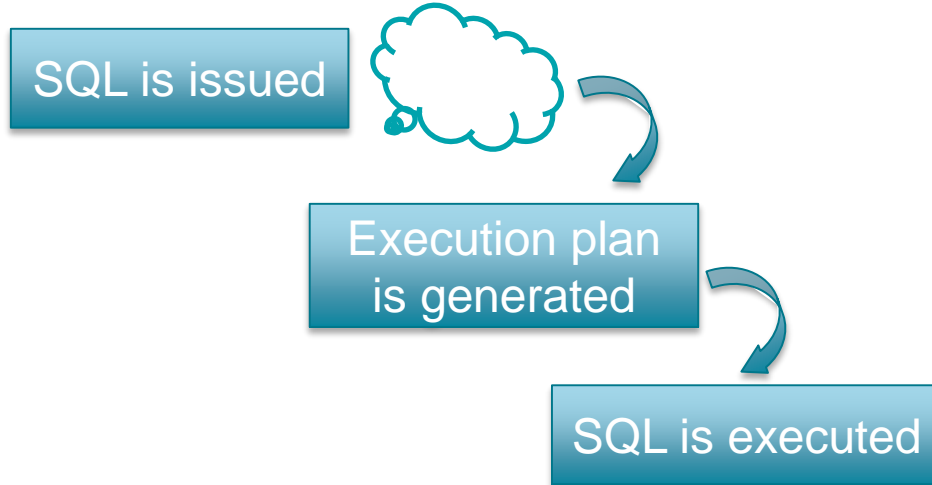 SQL is issued
Execution plan
is generated
SQL is executed